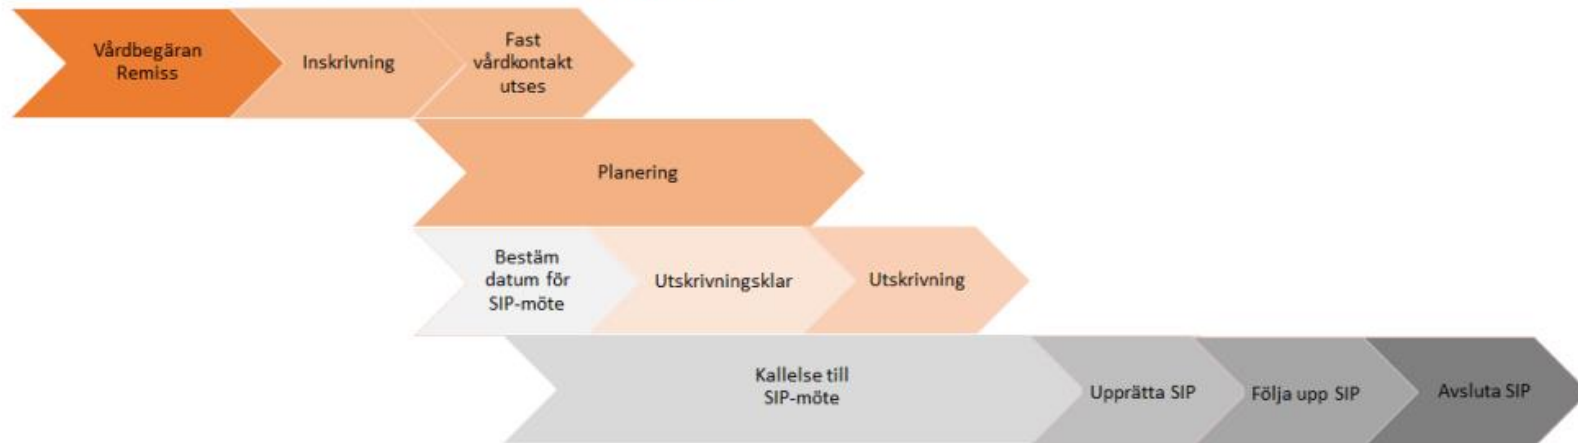 Vårdbegäran
Remiss
Inskrivning
Fast
vårdkontakt
utses
Planering
Bestäm
datum för
SIP-möte
Utskrivningsklar
Utskrivning
Kallelse till
SIP-möte
Upprätta SIP
Följa upp SIP
Avsluta SIP